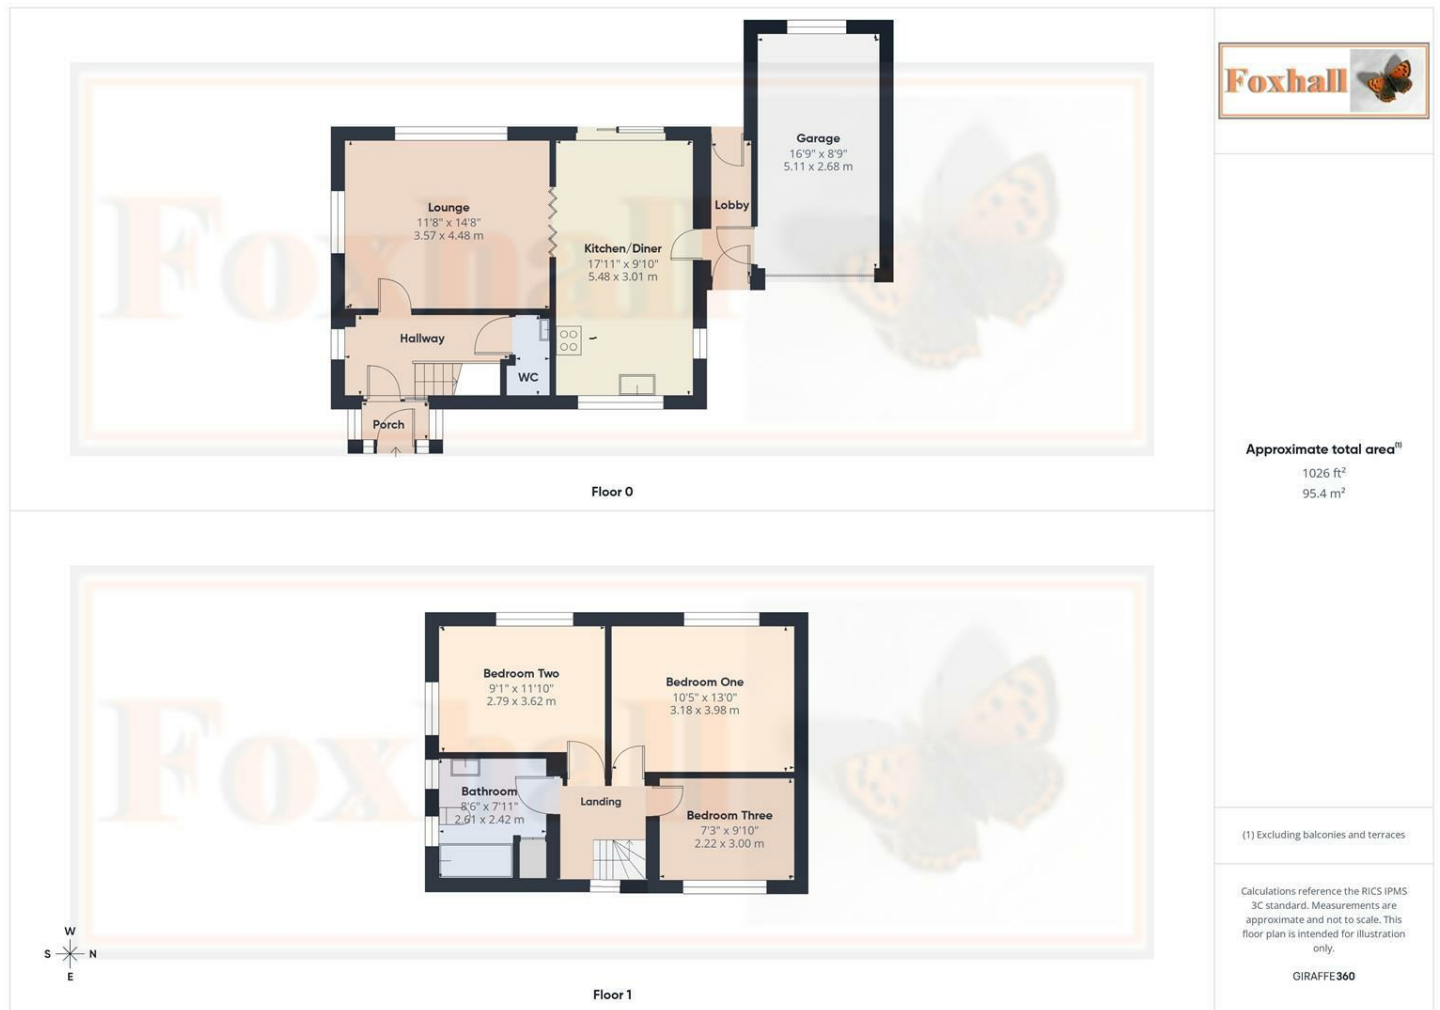 Foxhall
Garage
16'9" x 8'9"
5.11 x 2.68 m
Lobby
Lounge
11'8" x 14'8"
3.57 x 4.48 m
Kitchen/Diner
17'11" x 9'10"
5.48 x 3.01 m
Hallway
WC
Porch
Floor 0
Foxhall
Approximate total area(1)
1026 ft²
95.4 m²
Bedroom Two
9'1" x 11'10"
2.79 x 3.62 m
Bedroom One
10'5" x 13'0"
3.18 x 3.98 m
Bathroom
8'6" x 7'11"
2.61 x 2.42 m
Landing
Bedroom Three
7'3" x 9'10"
2.22 x 3.00 m
Foxhall
W
S N
E
Floor 1
(1) Excluding balconies and terraces
Calculations reference the RICS IPMS
3C standard. Measurements are
approximate and not to scale. This
floor plan is intended for illustration
only.
GIRAFFE360